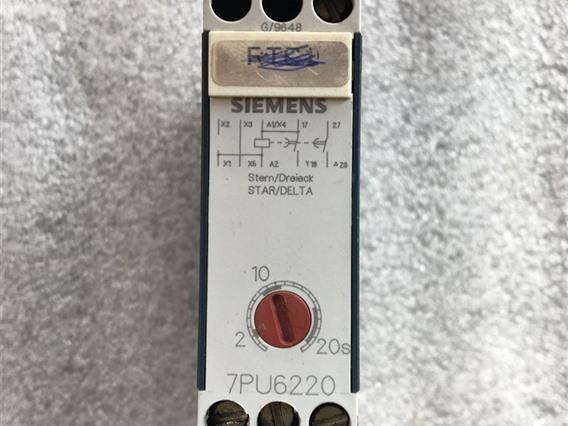 G/9648
SIEMENS
X2 X3 A1/X4 17 27
X1 X5 A2 Y18 △28
Stern/Dreieck
STAR/DELTA
10
2 20s
7PU6220